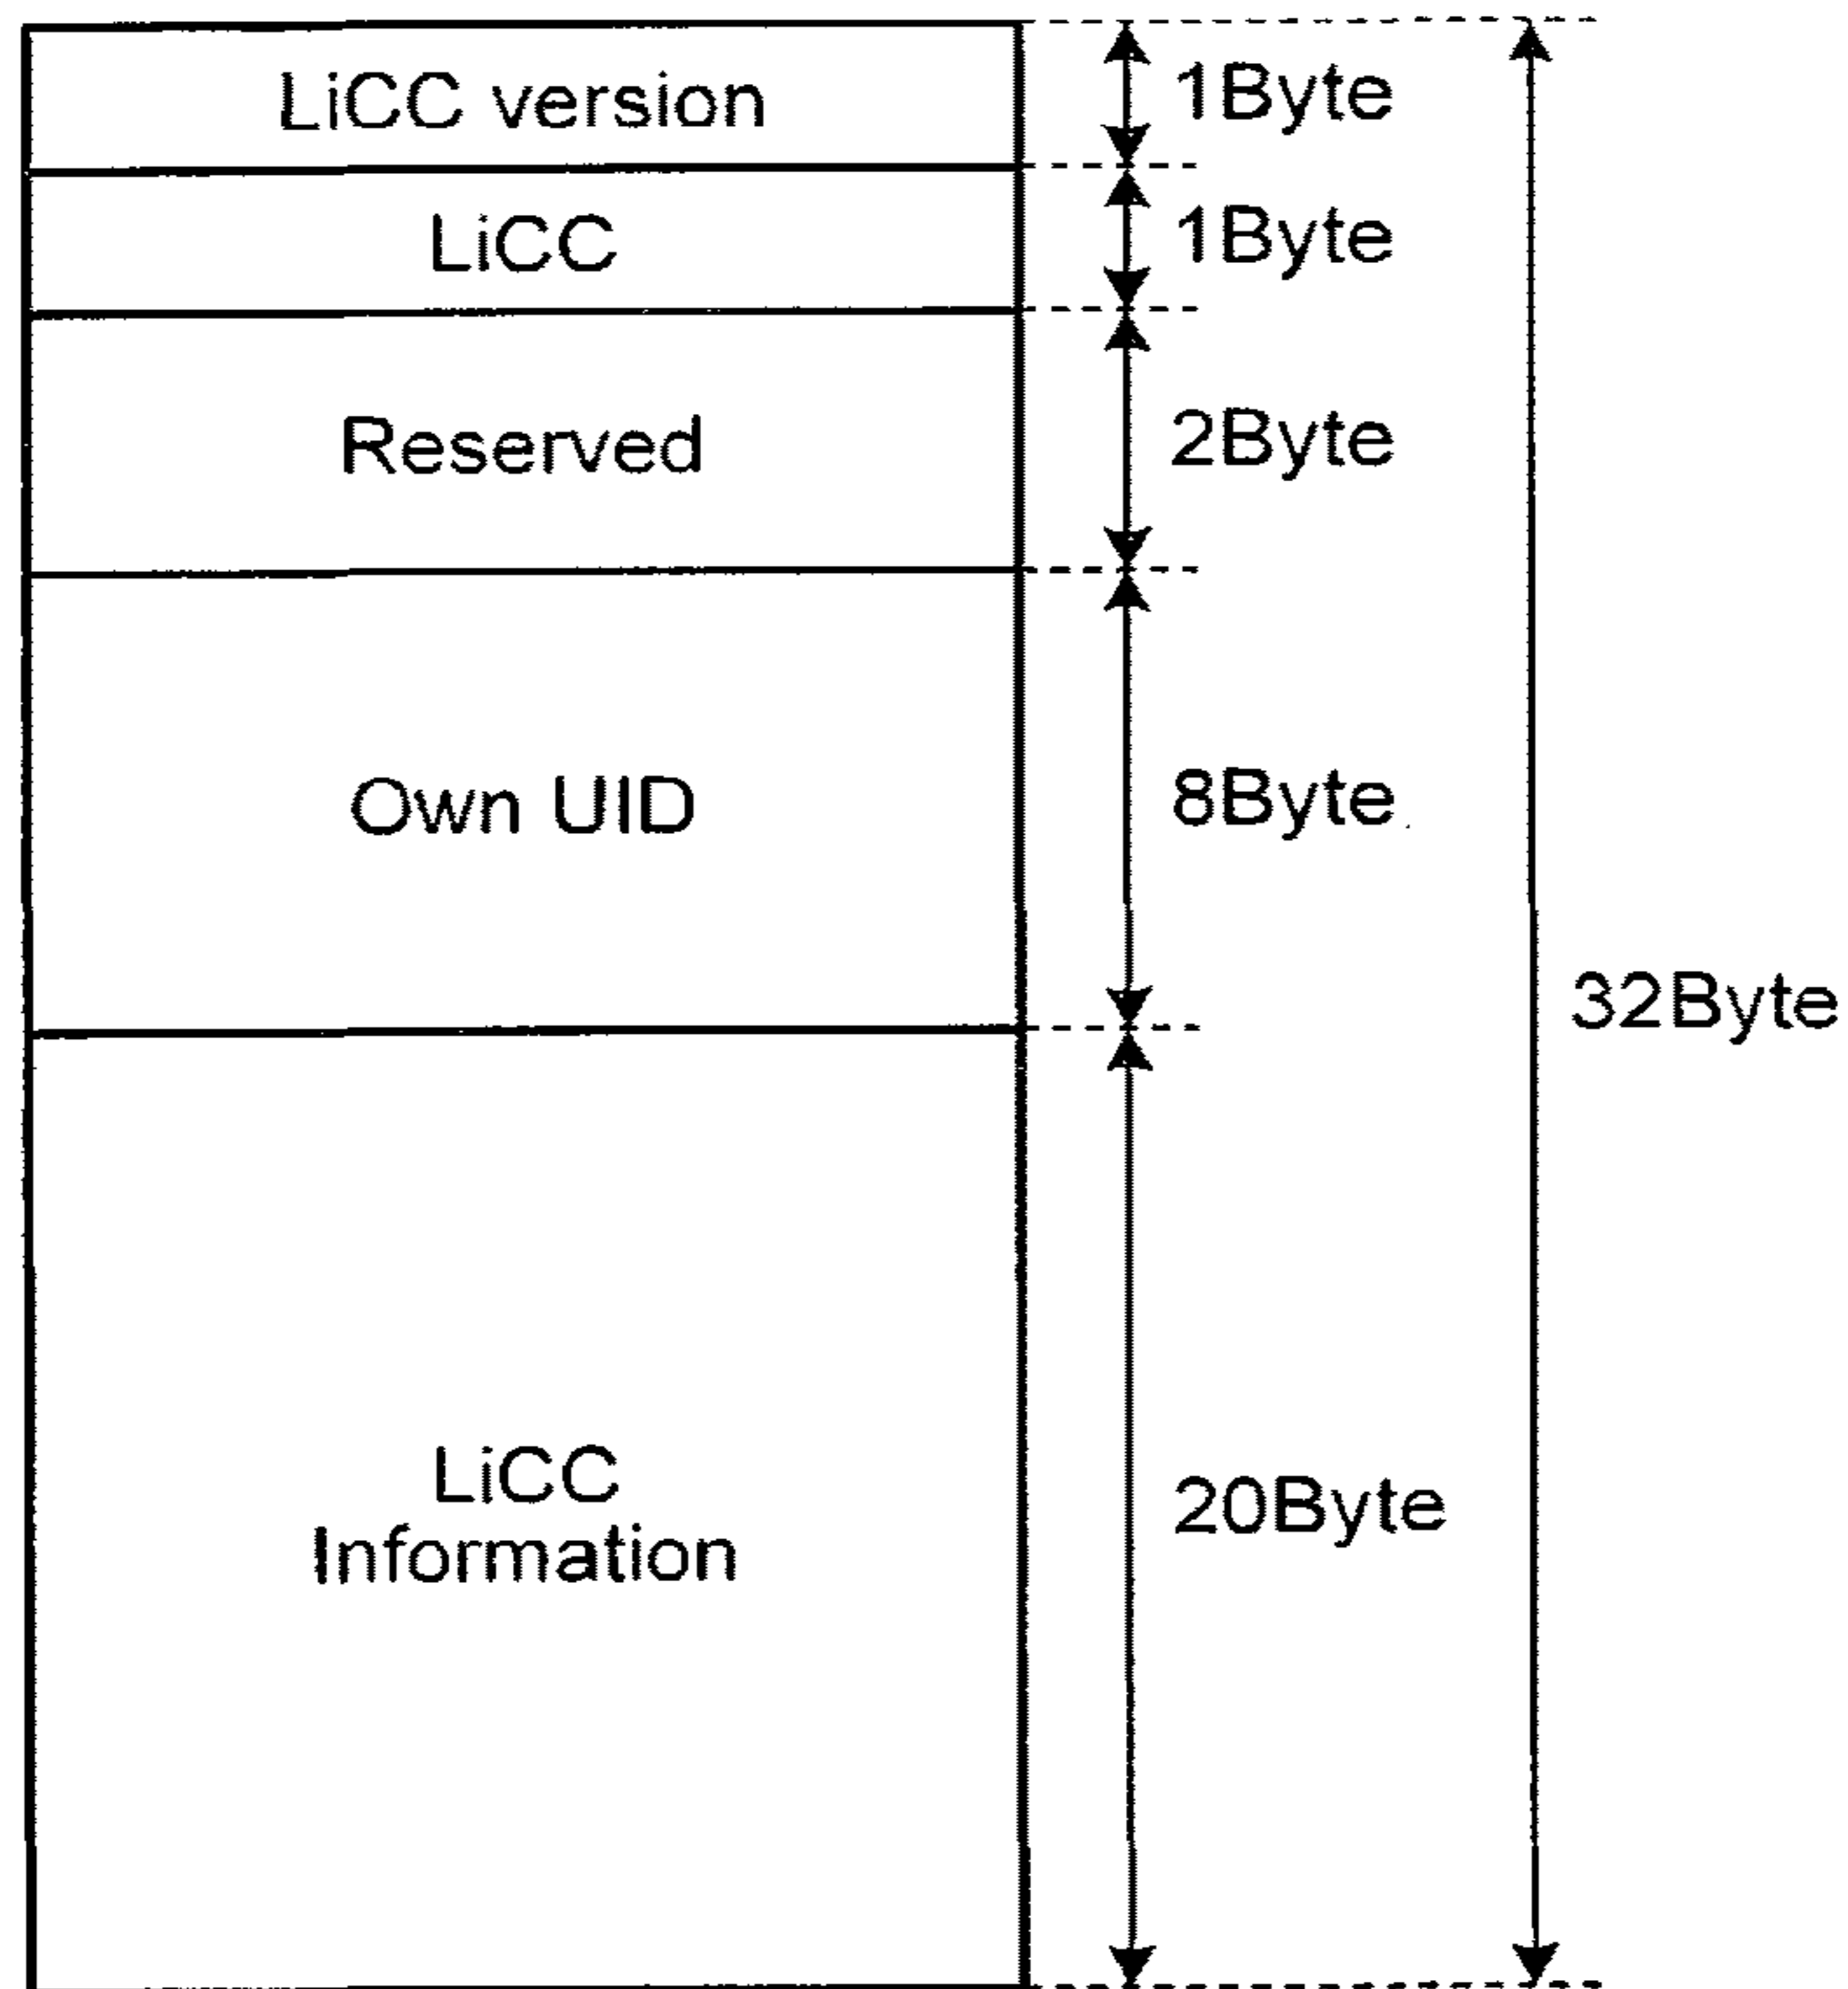 LiCC version
1Byte
LiCC
1Byte
Reserved
2Byte
Own UID
8Byte
32Byte
LiCC
Information
20Byte